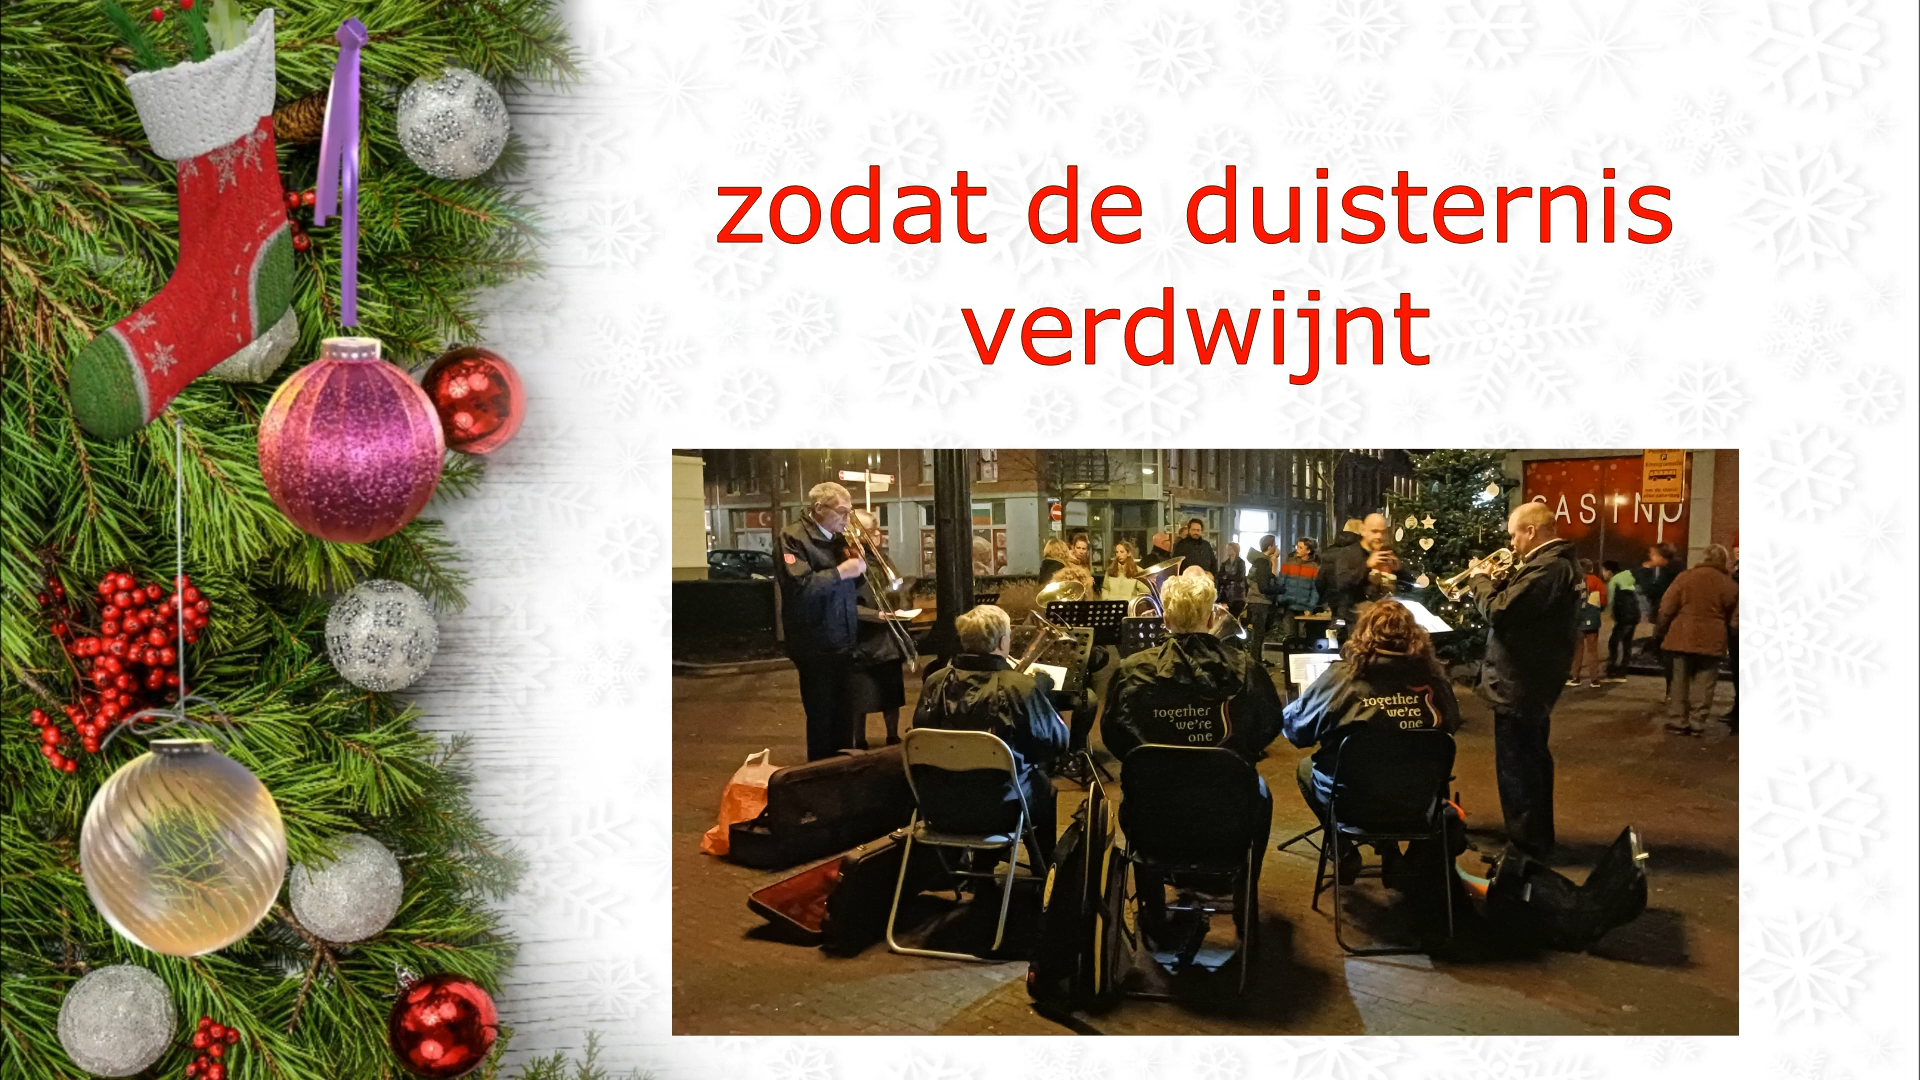 zodat de duisternis
verdwijnt
CASINO
together
we're
one
together
we're
one